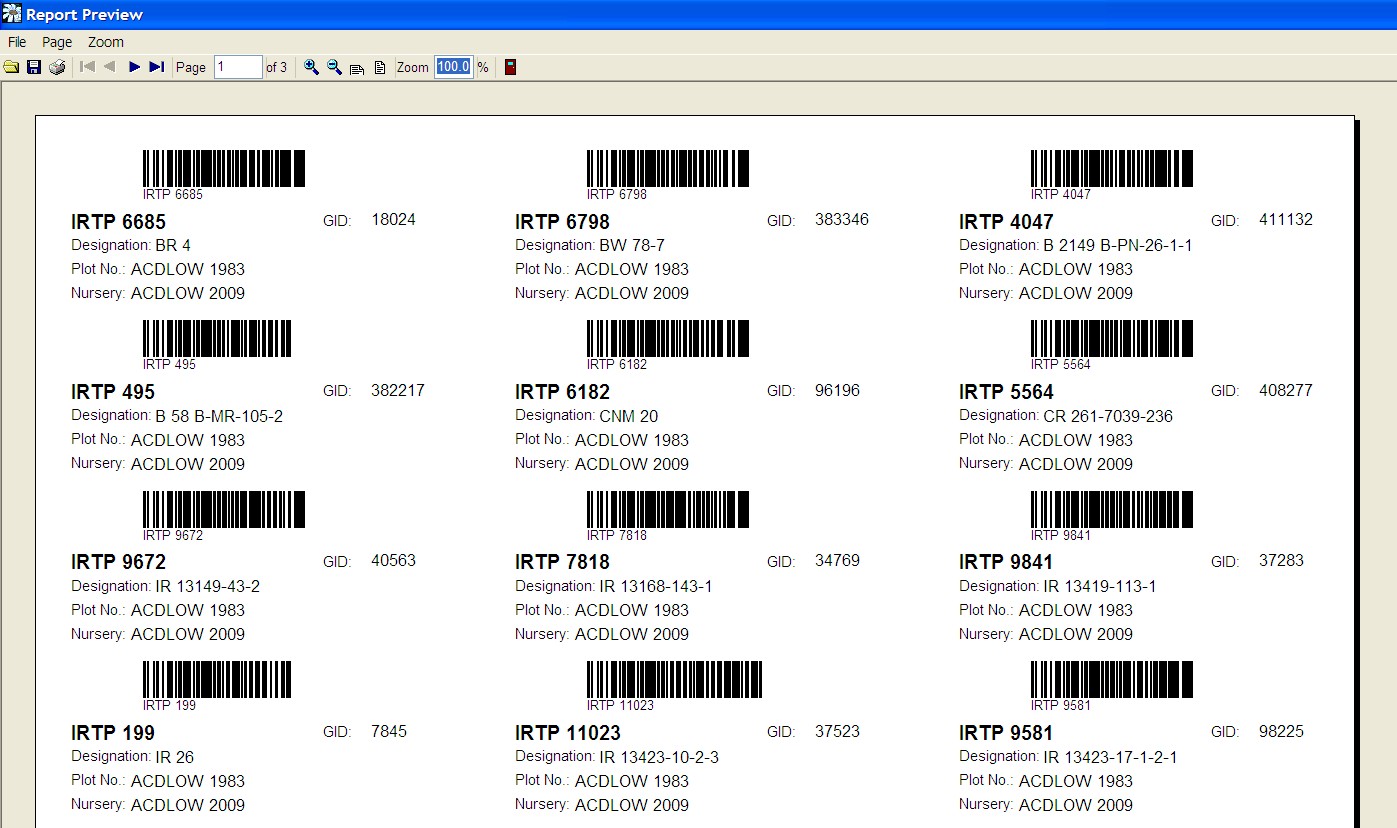 Report Preview
File Page Zoom
Page 1 of 3 Zoom 100.0 %
IRTP 6685
IRTP 6685 GID: 18024
Designation: BR 4
Plot No.: ACDLOW 1983
Nursery: ACDLOW 2009
IRTP 6798
IRTP 6798 GID: 383346
Designation: BW 78-7
Plot No.: ACDLOW 1983
Nursery: ACDLOW 2009
IRTP 4047
IRTP 4047 GID: 411132
Designation: B 2149 B-PN-26-1-1
Plot No.: ACDLOW 1983
Nursery: ACDLOW 2009
IRTP 495
IRTP 495 GID: 382217
Designation: B 58 B-MR-105-2
Plot No.: ACDLOW 1983
Nursery: ACDLOW 2009
IRTP 6182
IRTP 6182 GID: 96196
Designation: CNM 20
Plot No.: ACDLOW 1983
Nursery: ACDLOW 2009
IRTP 5564
IRTP 5564 GID: 408277
Designation: CR 261-7039-236
Plot No.: ACDLOW 1983
Nursery: ACDLOW 2009
IRTP 9672
IRTP 9672 GID: 40563
Designation: IR 13149-43-2
Plot No.: ACDLOW 1983
Nursery: ACDLOW 2009
IRTP 7818
IRTP 7818 GID: 34769
Designation: IR 13168-143-1
Plot No.: ACDLOW 1983
Nursery: ACDLOW 2009
IRTP 9841
IRTP 9841 GID: 37283
Designation: IR 13419-113-1
Plot No.: ACDLOW 1983
Nursery: ACDLOW 2009
IRTP 199
IRTP 199 GID: 7845
Designation: IR 26
Plot No.: ACDLOW 1983
Nursery: ACDLOW 2009
IRTP 11023
IRTP 11023 GID: 37523
Designation: IR 13423-10-2-3
Plot No.: ACDLOW 1983
Nursery: ACDLOW 2009
IRTP 9581
IRTP 9581 GID: 98225
Designation: IR 13423-17-1-2-1
Plot No.: ACDLOW 1983
Nursery: ACDLOW 2009